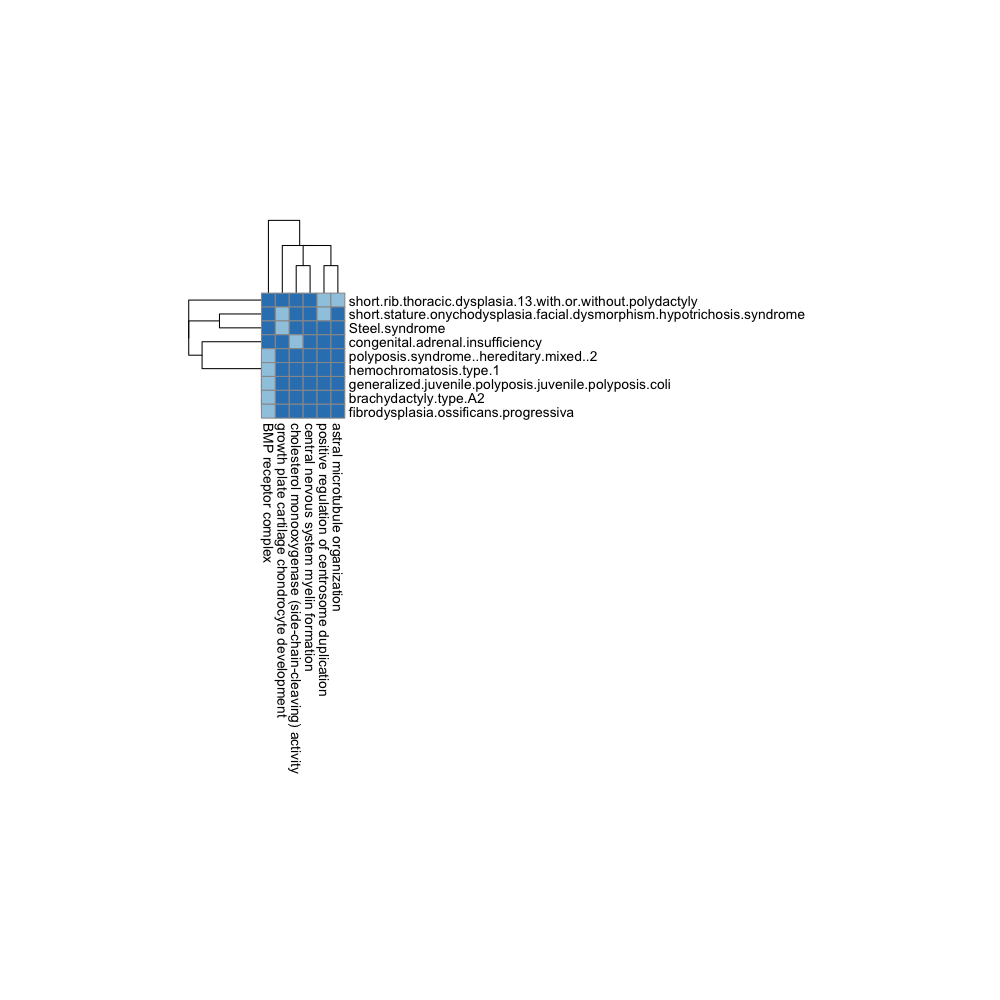 short.rib.thoracic.dysplasia.13.with.or.without.polydactyly
short.stature.onychodysplasia.facial.dysmorphism.hypotrichosis.syndrome
Steel.syndrome
congenital.adrenal.insufficiency
polyposis.syndrome..hereditary.mixed..2
hemochromatosis.type.1
generalized.juvenile.polyposis.juvenile.polyposis.coli
brachydactyly.type.A2
fibrodysplasia.ossificans.progressiva
BMP receptor complex
growth plate cartilage chondrocyte development
cholesterol monooxygenase (side-chain-cleaving) activity
central nervous system myelin formation
positive regulation of centrosome duplication
astral microtubule organization